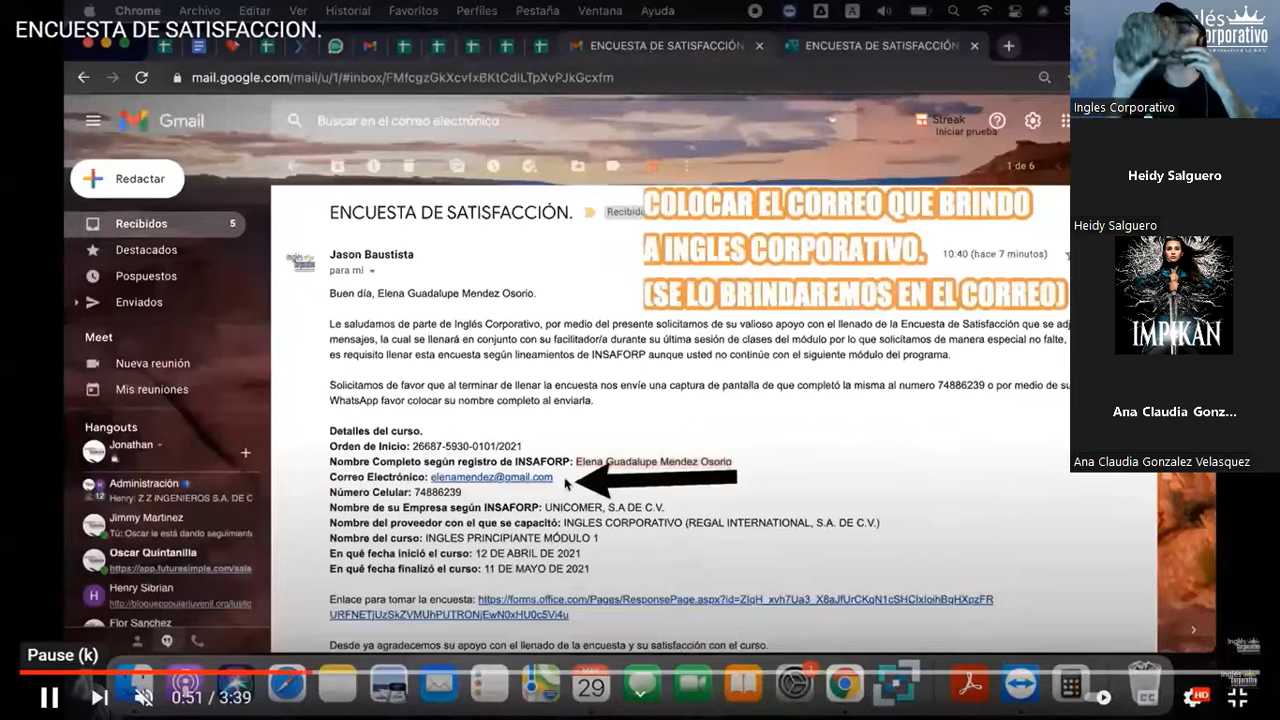 Chrome Archivo Editar Ver Historial Favoritos Perfiles Pestaña Ventana Ayuda
ENCUESTA DE SATISFACCION.
ENCUESTA DE SATISFACCIÓN
ENCUESTA DE SATISFACCIÓN
mail.google.com/mail/u/1/#inbox/FMfcgzGkXcvfxBKtCdlLTpXvPJkGcxfm
Gmail
Buscar en el correo electrónico
Streak
Iniciar prueba
Redactar
1 de 6
Recibidos 5
Destacados
Pospuestos
Enviados
Meet
Nueva reunión
Mis reuniones
Hangouts
Jonathan
Administración
Henry: Z Z INGENIEROS S.A. DE C
Jimmy Martinez
Tú: Oscar le está dando seguimiento
Oscar Quintanilla
https://app.futuresimple.com/sale
Henry Sibrian
http://bloquepopularjuvenil.org/justic
Flor Sanchez
ENCUESTA DE SATISFACCIÓN.
COLOCAR EL CORREO QUE BRINDO
A INGLES CORPORATIVO.
(SE LO BRINDAREMOS EN EL CORREO)
Jason Bautista
10:40 (hace 7 minutos)
para mí
Buen día, Elena Guadalupe Mendez Osorio.
Le saludamos de parte de Inglés Corporativo, por medio del presente solicitamos de su valioso apoyo con el llenado de la Encuesta de Satisfacción que se adj
mensajes, la cual se llenará en conjunto con su facilitador/a durante su última sesión de clases del módulo por lo que solicitamos de manera especial no falte,
es requisito llenar esta encuesta según lineamientos de INSAFORP aunque usted no continúe con el siguiente módulo del programa.
Solicitamos de favor que al terminar de llenar la encuesta nos envíe una captura de pantalla de que completó la misma al numero 74886239 o por medio de su
WhatsApp favor colocar su nombre completo al enviarla.
Detalles del curso.
Orden de Inicio: 26687-5930-0101/2021
Nombre Completo según registro de INSAFORP: Elena Guadalupe Mendez Osorio
Correo Electrónico: elenamendez@gmail.com
Número Celular: 74886239
Nombre de su Empresa según INSAFORP: UNICOMER, S.A DE C.V.
Nombre del proveedor con el que se capacitó: INGLES CORPORATIVO (REGAL INTERNATIONAL, S.A. DE C.V.)
Nombre del curso: INGLES PRINCIPIANTE MÓDULO 1
En qué fecha inició el curso: 12 DE ABRIL DE 2021
En qué fecha finalizó el curso: 11 DE MAYO DE 2021
Enlace para tomar la encuesta:
Desde ya agradecemos su apoyo con el llenado de la encuesta y su satisfacción con el curso.
Pause (k)
0:51 / 3:39
29
HD
Inglés
Corporativo
Ingles Corporativo
Heidy Salguero
Heidy Salguero
IMPIKAN
Ana Claudia Gonz...
Ana Claudia Gonzalez Velasquez